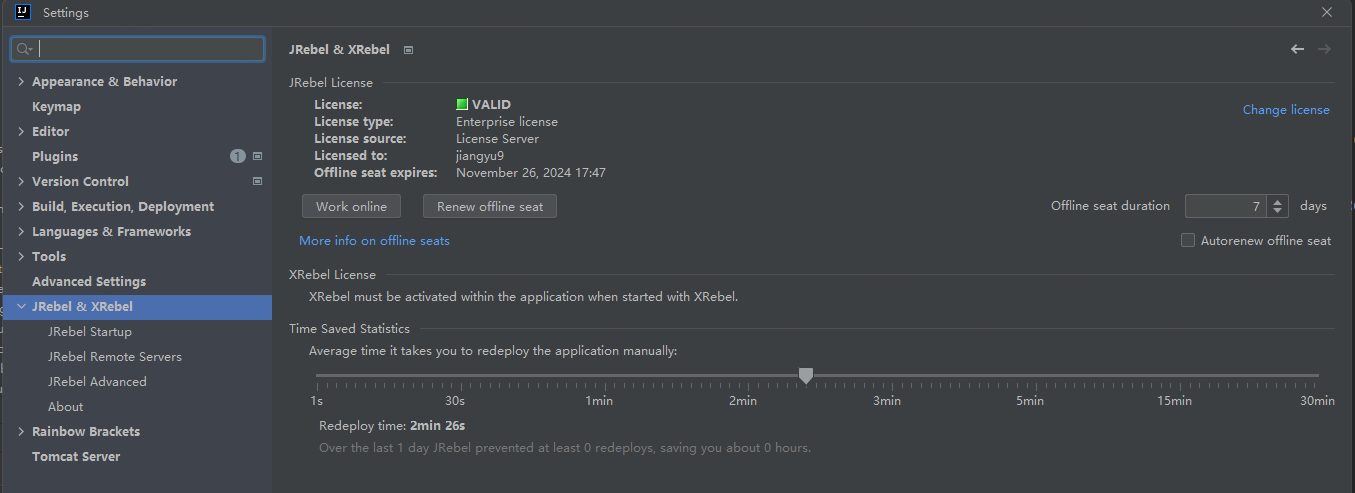 Settings
JRebel & XRebel
Appearance & Behavior
Keymap
Editor
Plugins 1
Version Control
Build, Execution, Deployment
Languages & Frameworks
Tools
Advanced Settings
JRebel & XRebel
JRebel Startup
JRebel Remote Servers
JRebel Advanced
About
Rainbow Brackets
Tomcat Server
JRebel License
License: VALID
Change license
License type: Enterprise license
License source: License Server
Licensed to: jiangyu9
Offline seat expires: November 26, 2024 17:47
Work online Renew offline seat Offline seat duration 7 days
More info on offline seats Autorenew offline seat
XRebel License
XRebel must be activated within the application when started with XRebel.
Time Saved Statistics
Average time it takes you to redeploy the application manually:
1s 30s 1min 2min 3min 5min 15min 30min
Redeploy time: 2min 26s
Over the last 1 day JRebel prevented at least 0 redeploys, saving you about 0 hours.